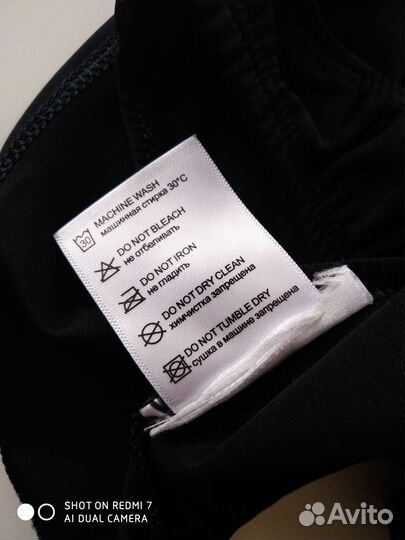 30
MACHINE WASH
машинная стирка 30°C
DO NOT BLEACH
не отбеливать
DO NOT IRON
не гладить
DO NOT DRY CLEAN
химчистка запрещена
DO NOT TUMBLE DRY
сушка в машине запрещена
SHOT ON REDMI 7
AI DUAL CAMERA
Avito